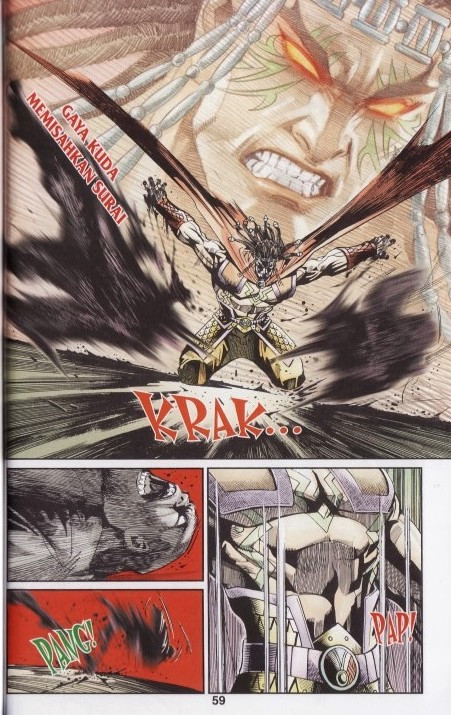 GAYA KUDA
MEMISAHKAN SURAI
KRAK...
PANG!
PAP!
59